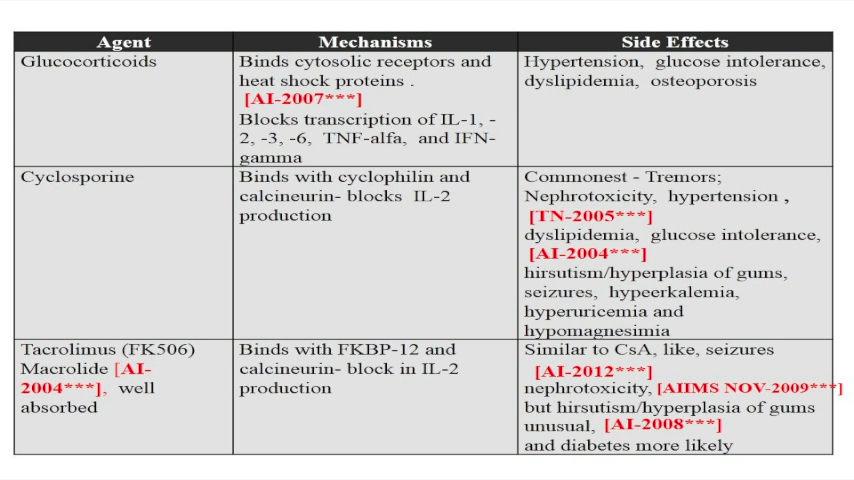 Agent
Mechanisms
Side Effects
Glucocorticoids
Binds cytosolic receptors and
heat shock proteins .
[AI-2007***]
Blocks transcription of IL-1, -
2, -3, -6, TNF-alfa, and IFN-
gamma
Hypertension, glucose intolerance,
dyslipidemia, osteoporosis
Cyclosporine
Binds with cyclophilin and
calcineurin- blocks IL-2
production
Commonest - Tremors;
Nephrotoxicity, hypertension ,
[TN-2005***]
dyslipidemia, glucose intolerance,
[AI-2004***]
hirsutism/hyperplasia of gums,
seizures, hypeerkalemia,
hyperuricemia and
hypomagnesimia
Tacrolimus (FK506)
Macrolide [AI-
2004***], well
absorbed
Binds with FKBP-12 and
calcineurin- block in IL-2
production
Similar to CsA, like, seizures
[AI-2012***]
nephrotoxicity, [AIIMS NOV-2009***]
but hirsutism/hyperplasia of gums
unusual, [AI-2008***]
and diabetes more likely